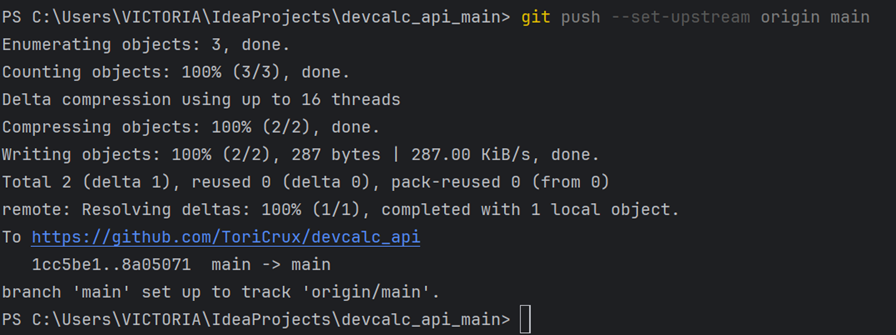 PS C:\Users\VICTORIA\IdeaProjects\devcalc_api_main> git push --set-upstream origin main
Enumerating objects: 3, done.
Counting objects: 100% (3/3), done.
Delta compression using up to 16 threads
Compressing objects: 100% (2/2), done.
Writing objects: 100% (2/2), 287 bytes | 287.00 KiB/s, done.
Total 2 (delta 1), reused 0 (delta 0), pack-reused 0 (from 0)
remote: Resolving deltas: 100% (1/1), completed with 1 local object.
To https://github.com/ToriCrux/devcalc_api
   1cc5be1..8a05071  main -> main
branch 'main' set up to track 'origin/main'.
PS C:\Users\VICTORIA\IdeaProjects\devcalc_api_main>